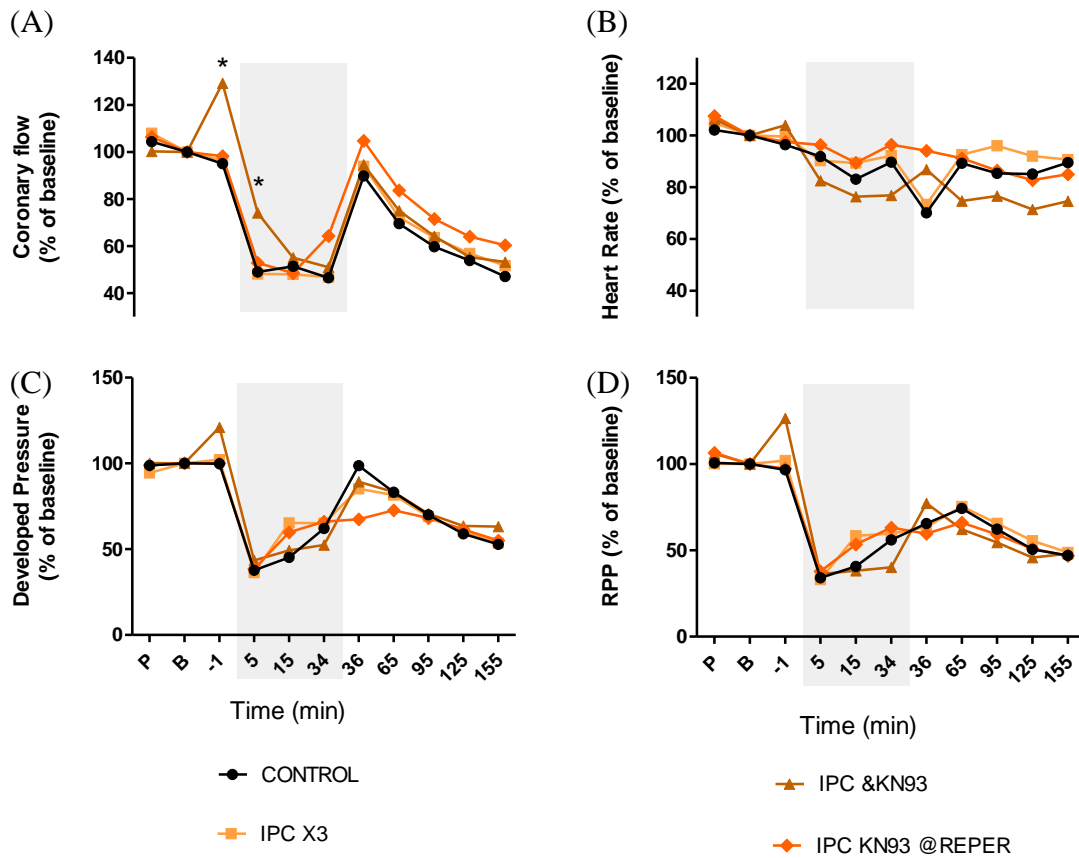 (A)
Coronary flow
(% of baseline)
140
120
100
80
60
40
*
*
(B)
Heart Rate (% of baseline)
120
100
80
60
40
(C)
Developed Pressure
(% of baseline)
150
100
50
0
P B -1 5 15 34 36 65 95 125 155
Time (min)
(D)
RPP (% of baseline)
150
100
50
0
P B -1 5 15 34 36 65 95 125 155
Time (min)
CONTROL
IPC X3
IPC &KN93
IPC KN93 @REPER